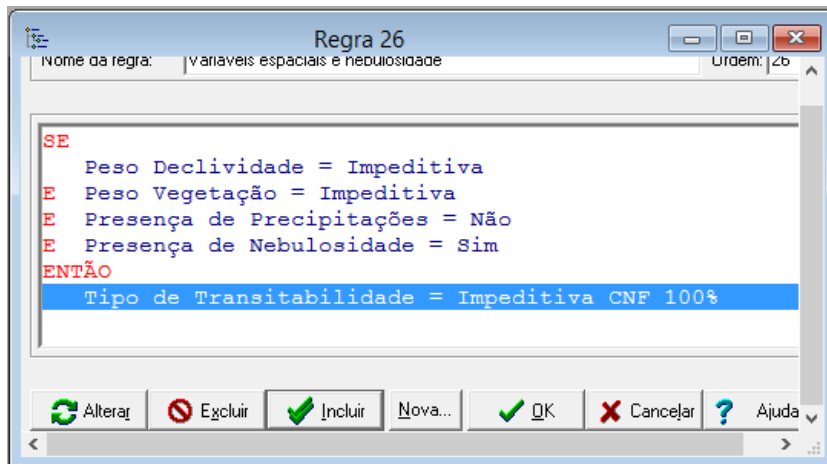 Regra 26
Nome da regra: Variáveis espaciais e nebulosidade Ordem: 26
SE
Peso Declividade = Impeditiva
E Peso Vegetação = Impeditiva
E Presença de Precipitações = Não
E Presença de Nebulosidade = Sim
ENTÃO
Tipo de Transitabilidade = Impeditiva CNF 100%
Alterar Excluir Incluir Nova... OK Cancelar Ajuda